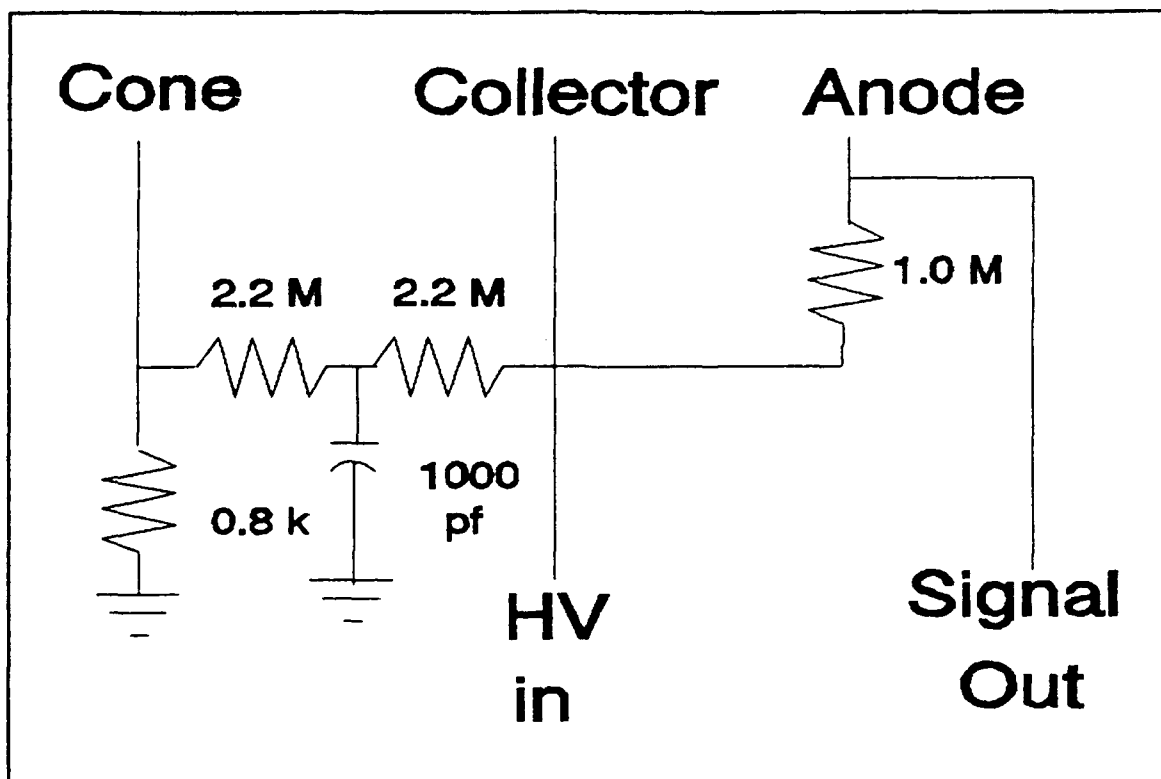 Cone
Collector
Anode
1.0 M
2.2 M
2.2 M
1000
pf
0.8 k
HV
in
Signal
Out